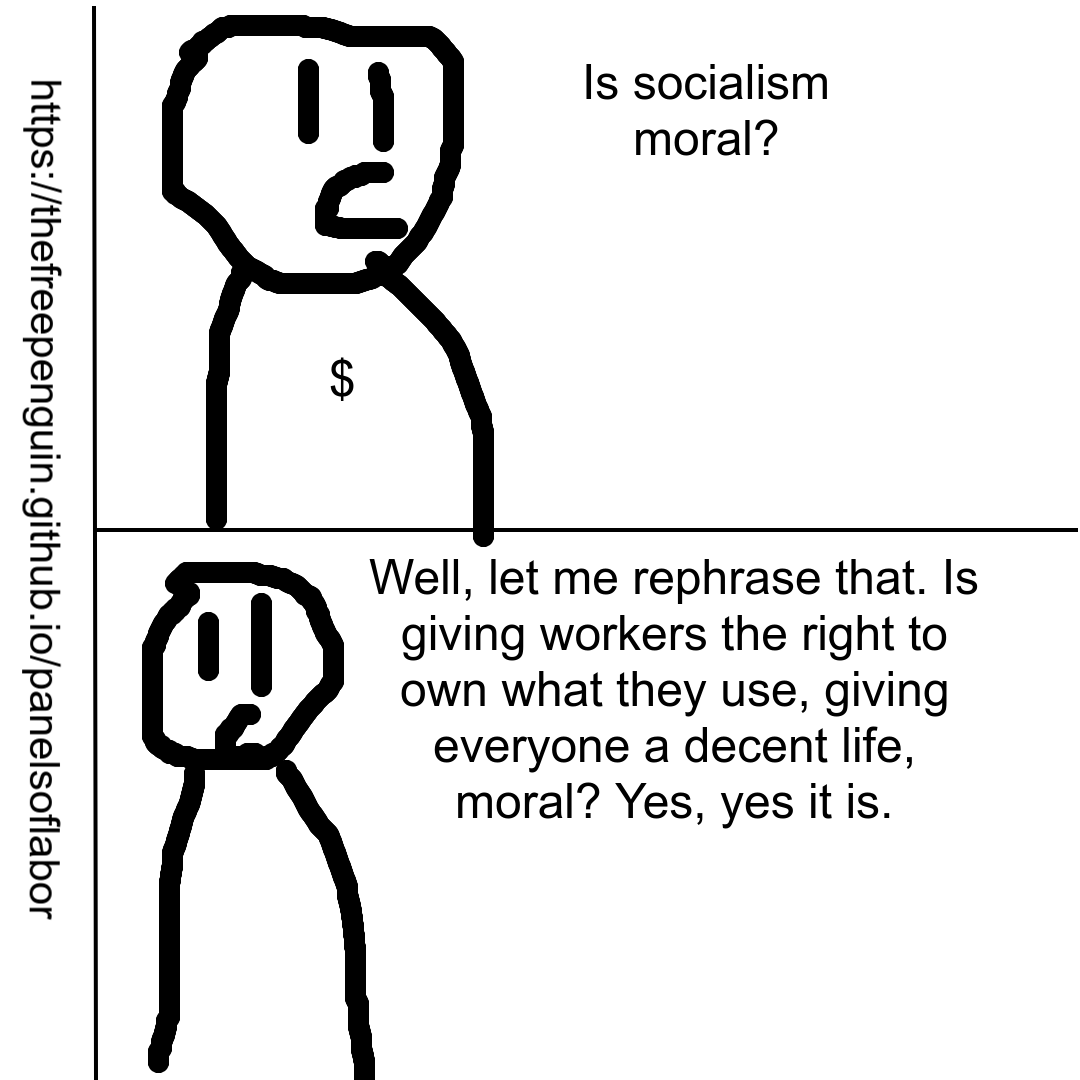 https://thefreepenguin.github.io/panelsoflabor
Is socialism
moral?
$
Well, let me rephrase that. Is
giving workers the right to
own what they use, giving
everyone a decent life,
moral? Yes, yes it is.